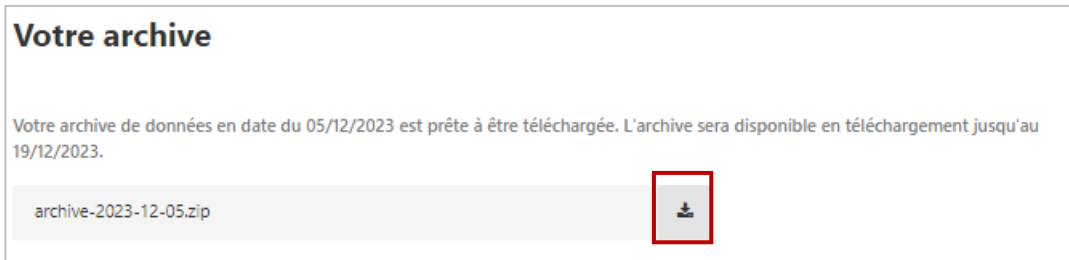 Votre archive
Votre archive de données en date du 05/12/2023 est prête à être téléchargée. L'archive sera disponible en téléchargement jusqu'au
19/12/2023.
archive-2023-12-05.zip